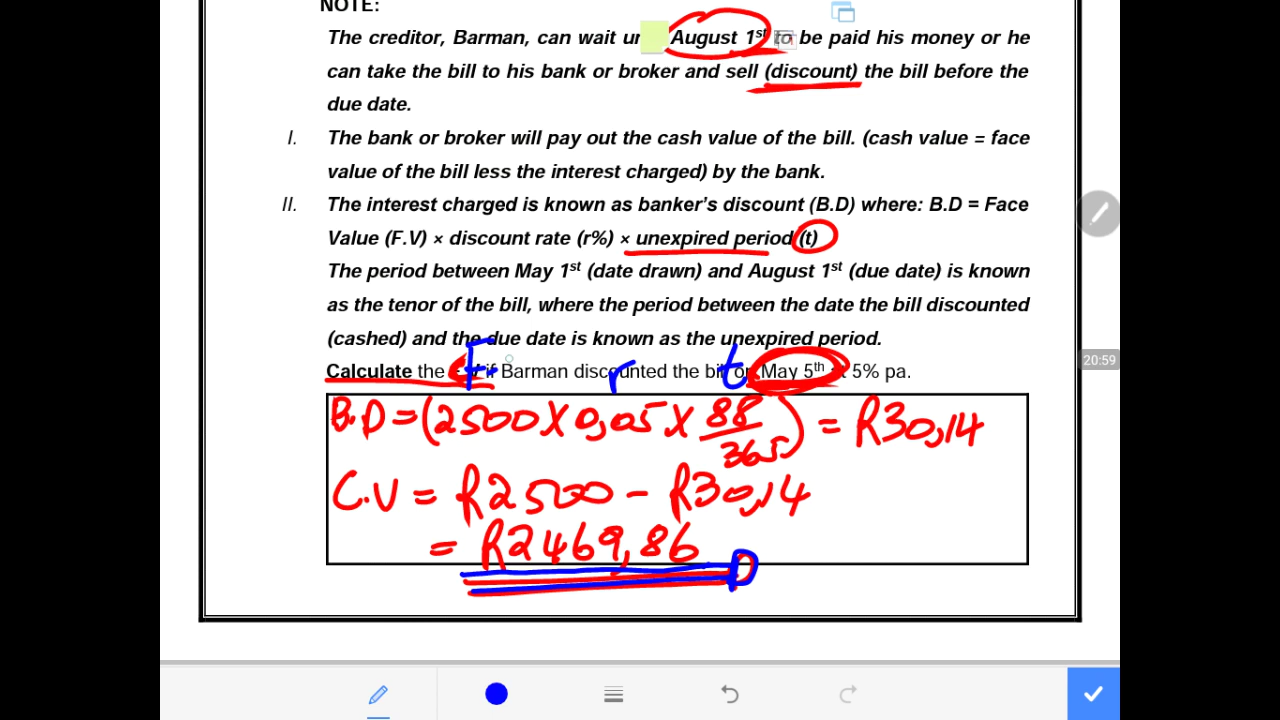 NOTE:
The creditor, Barman, can wait un August 1st to be paid his money or he
can take the bill to his bank or broker and sell (discount) the bill before the
due date.
I. The bank or broker will pay out the cash value of the bill. (cash value = face
value of the bill less the interest charged) by the bank.
II. The interest charged is known as banker's discount (B.D) where: B.D = Face
Value (F.V) × discount rate (r%) × unexpired period (t)
The period between May 1st (date drawn) and August 1st (due date) is known
as the tenor of the bill, where the period between the date the bill discounted
(cashed) and the due date is known as the unexpired period.
F r t
Calculate the if Barman discounted the bill on May 5th at 5% pa.
B.D = (2500 X 0,05 X 88/365) = R30,14
C.V = R2500 - R30,14
= R2469,86
P
20:59